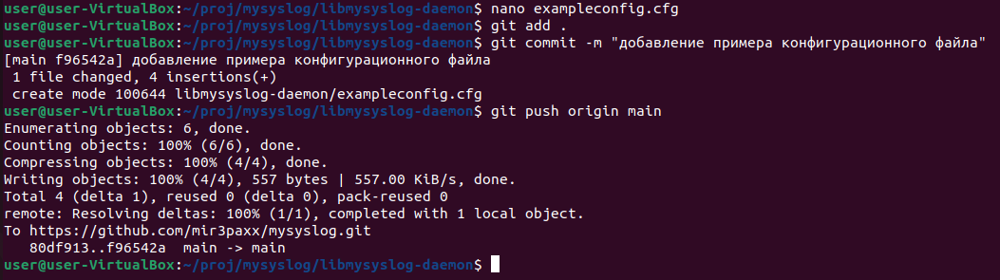 user@user-VirtualBox:~/proj/mysyslog/libmysyslog-daemon$ nano exampleconfig.cfg
user@user-VirtualBox:~/proj/mysyslog/libmysyslog-daemon$ git add .
user@user-VirtualBox:~/proj/mysyslog/libmysyslog-daemon$ git commit -m "добавление примера конфигурационного файла"
[main f96542a] добавление примера конфигурационного файла
 1 file changed, 4 insertions(+)
 create mode 100644 libmysyslog-daemon/exampleconfig.cfg
user@user-VirtualBox:~/proj/mysyslog/libmysyslog-daemon$ git push origin main
Enumerating objects: 6, done.
Counting objects: 100% (6/6), done.
Compressing objects: 100% (4/4), done.
Writing objects: 100% (4/4), 557 bytes | 557.00 KiB/s, done.
Total 4 (delta 1), reused 0 (delta 0), pack-reused 0
remote: Resolving deltas: 100% (1/1), completed with 1 local object.
To https://github.com/mir3paxx/mysyslog.git
   80df913..f96542a  main -> main
user@user-VirtualBox:~/proj/mysyslog/libmysyslog-daemon$